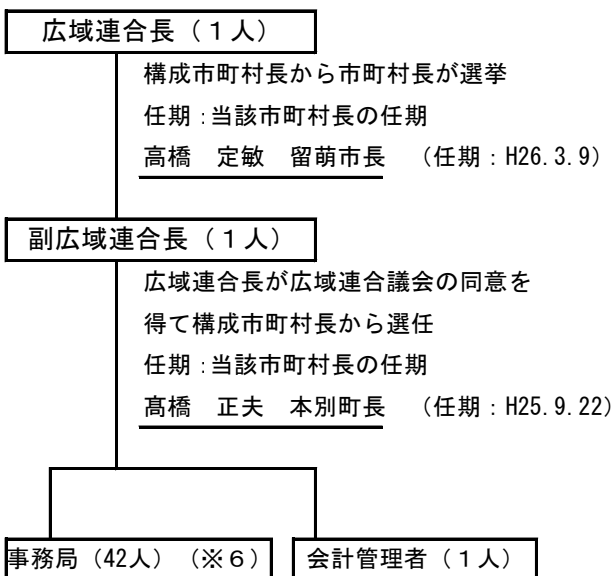 広域連合長（１人）
構成市町村長から市町村長が選挙
任期：当該市町村長の任期
高橋　定敏　留萌市長　（任期：H26.3.9）
副広域連合長（１人）
広域連合長が広域連合議会の同意を
得て構成市町村長から選任
任期：当該市町村長の任期
髙橋　正夫　本別町長　（任期：H25.9.22）
事務局（42人）（※６）
会計管理者（１人）